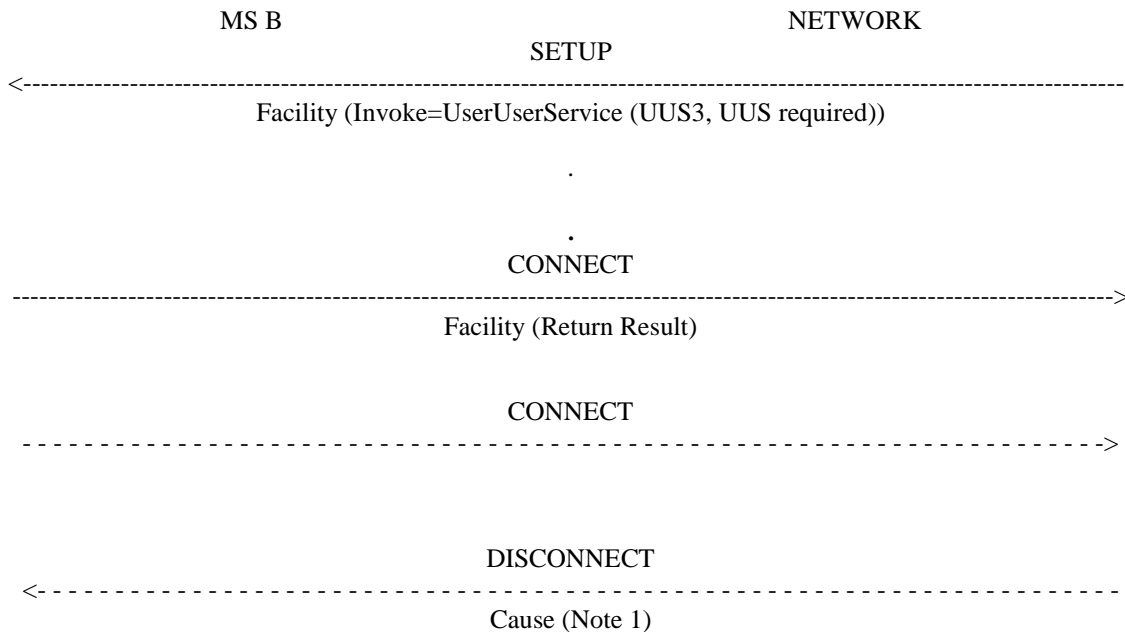 MS B NETWORK
SETUP
<------------------------------------------------------------------------------------------------------------------------
Facility (Invoke=UserUserService (UUS3, UUS required))
.
.
CONNECT
------------------------------------------------------------------------------------------------------------------------>
Facility (Return Result)
CONNECT
- - - - - - - - - - - - - - - - - - - - - - - - - - - - - - - - - - - - - - - - - - - - - - - - - - - - - - - - - - - - - - - - - - - - - - ->
DISCONNECT
<- - - - - - - - - - - - - - - - - - - - - - - - - - - - - - - - - - - - - - - - - - - - - - - - - - - - - - - - - - - - - - - - - - - - - -
Cause (Note 1)